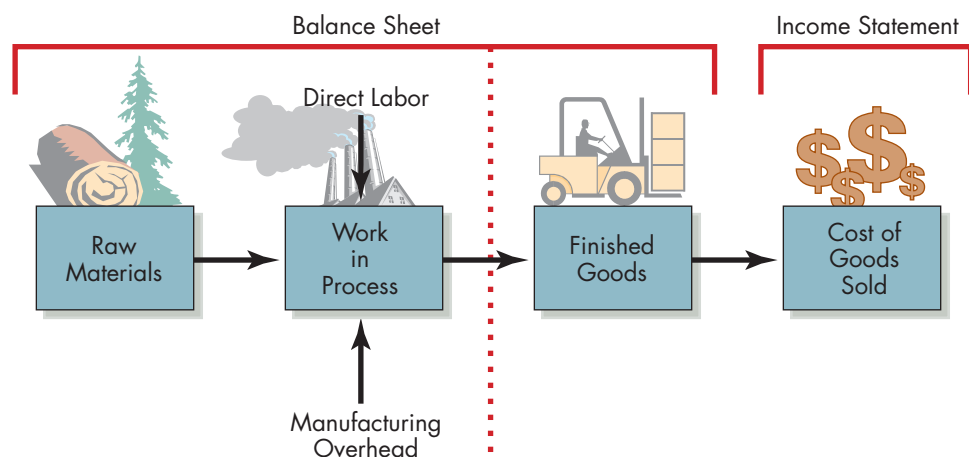 Balance Sheet
Income Statement
Direct Labor
Raw
Materials
Work
in
Process
Finished
Goods
Cost of
Goods
Sold
Manufacturing
Overhead